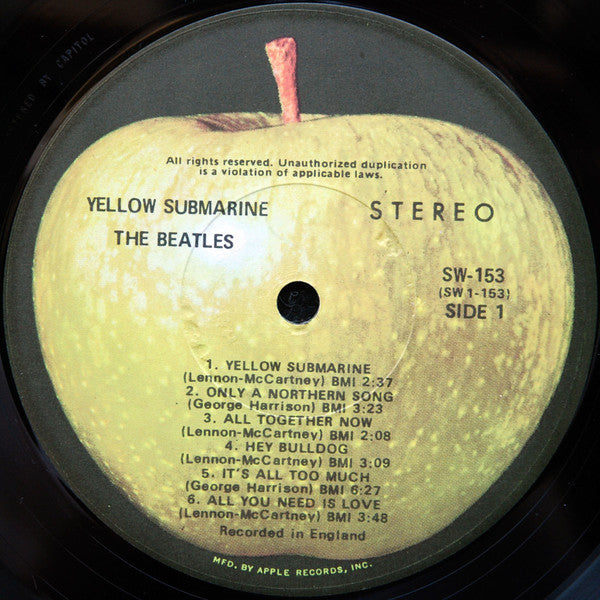 All rights reserved. Unauthorized duplication
is a violation of applicable laws.
YELLOW SUBMARINE
STEREO
THE BEATLES
SW-153
(SW1-153)
SIDE 1
1. YELLOW SUBMARINE
(Lennon-McCartney) BMI 2:37
2. ONLY A NORTHERN SONG
(George Harrison) BMI 3:23
3. ALL TOGETHER NOW
(Lennon-McCartney) BMI 2:08
4. HEY BULLDOG
(Lennon-McCartney) BMI 3:09
5. IT'S ALL TOO MUCH
(George Harrison) BMI 6:27
6. ALL YOU NEED IS LOVE
(Lennon-McCartney) BMI 3:48
Recorded in England
MFD. BY APPLE RECORDS, INC.
BY CAPITOL